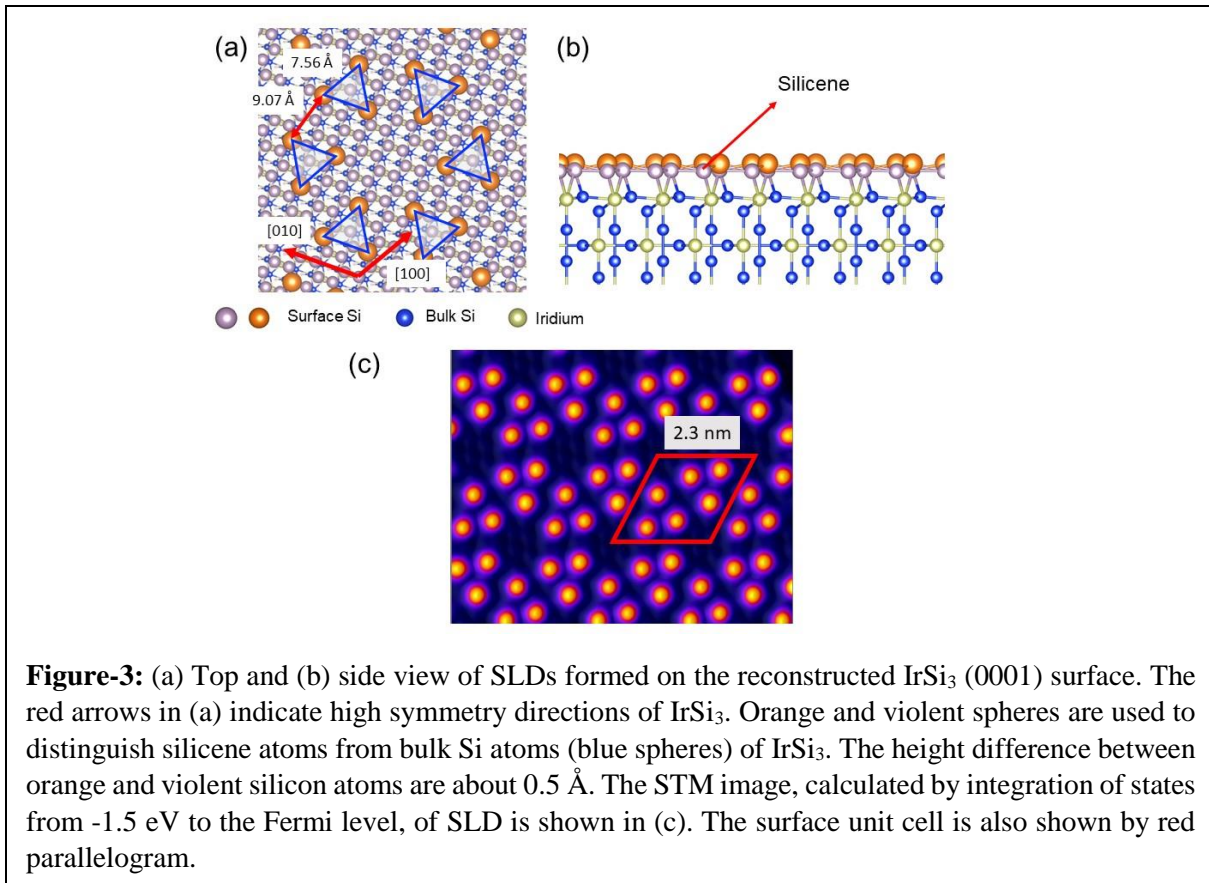 (a)
7.56 Å
9.07 Å
[010]
[100]
(b)
Silicene
Surface Si
Bulk Si
Iridium
(c)
2.3 nm
Figure-3: (a) Top and (b) side view of SLDs formed on the reconstructed IrSi₃ (0001) surface. The
red arrows in (a) indicate high symmetry directions of IrSi₃. Orange and violent spheres are used to
distinguish silicene atoms from bulk Si atoms (blue spheres) of IrSi₃. The height difference between
orange and violent silicon atoms are about 0.5 Å. The STM image, calculated by integration of states
from -1.5 eV to the Fermi level, of SLD is shown in (c). The surface unit cell is also shown by red
parallelogram.